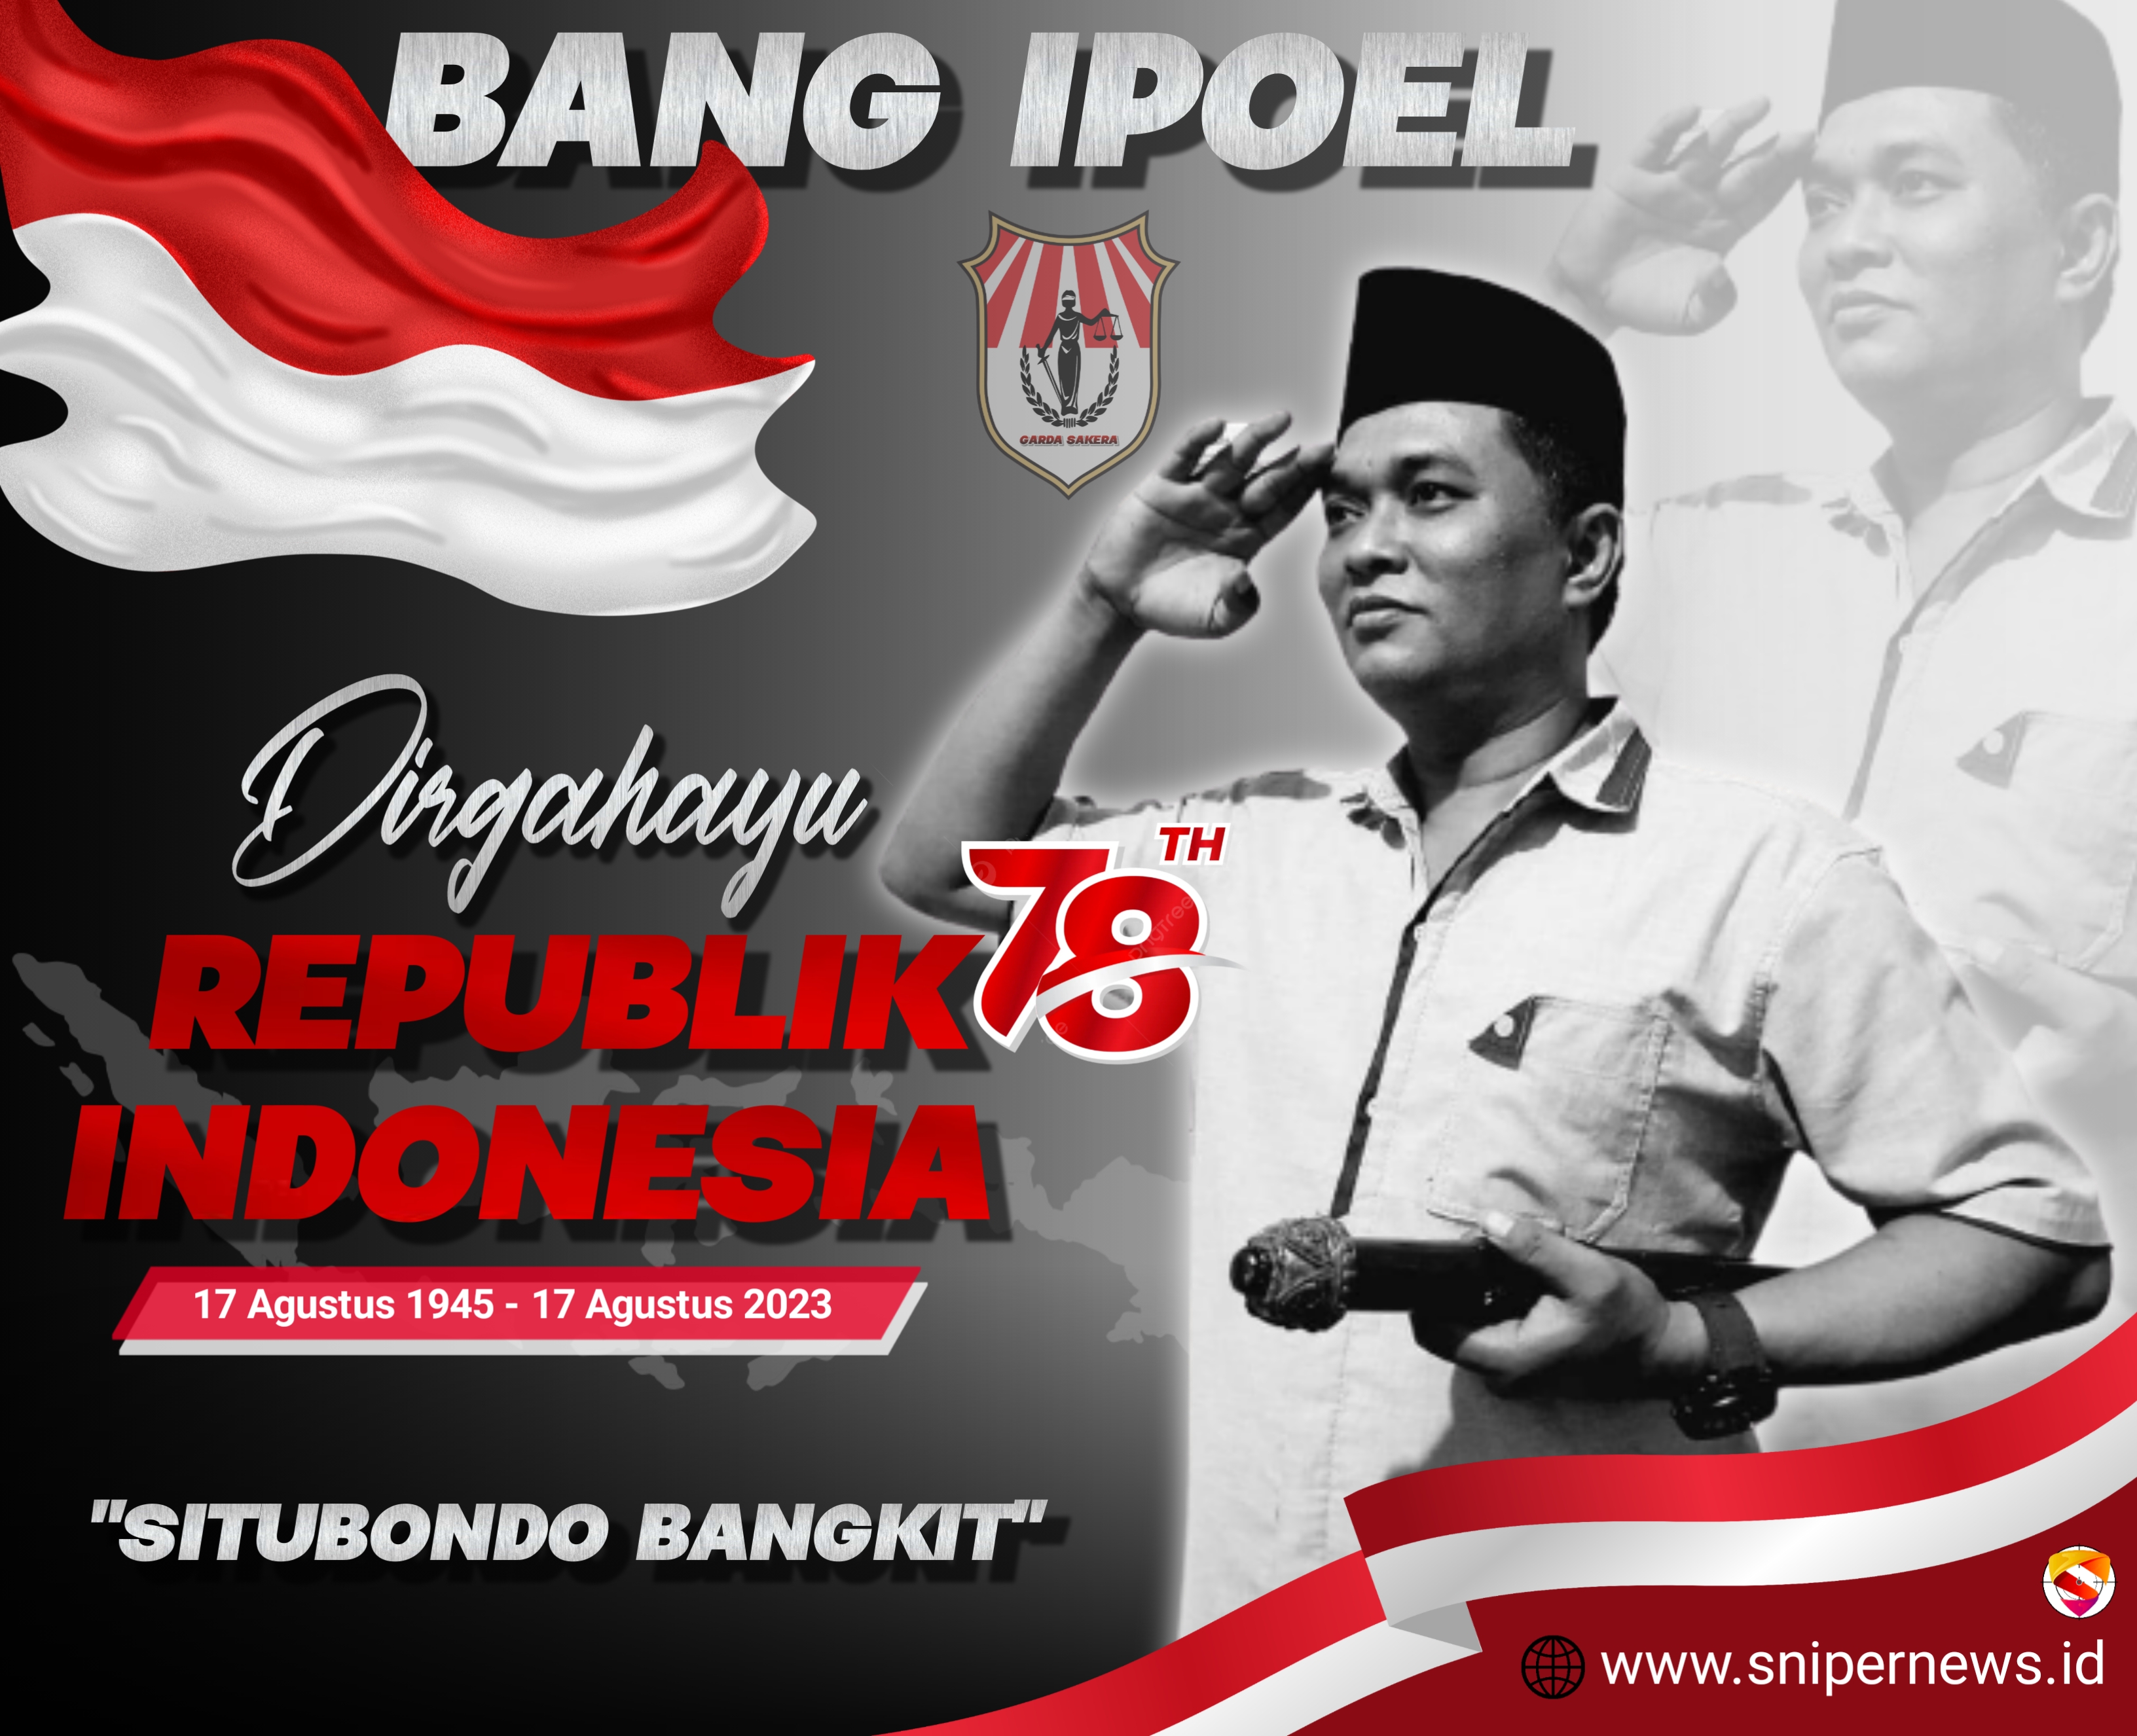 BANG IPOEL
GARDA SAKERA
Dirgahayu
78TH
REPUBLIK
INDONESIA
17 Agustus 1945 - 17 Agustus 2023
"SITUBONDO BANGKIT"
www.snipernews.id